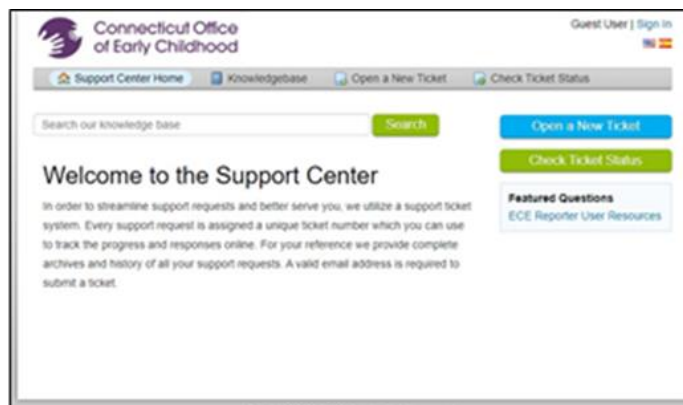 Connecticut Office
of Early Childhood
Guest User | Sign In
Support Center Home
Knowledgebase
Open a New Ticket
Check Ticket Status
Search our knowledge base
Search
Open a New Ticket
Check Ticket Status
Welcome to the Support Center
In order to streamline support requests and better serve you, we utilize a support ticket
system. Every support request is assigned a unique ticket number which you can use
to track the progress and responses online. For your reference we provide complete
archives and history of all your support requests. A valid email address is required to
submit a ticket.
Featured Questions
ECE Reporter User Resources